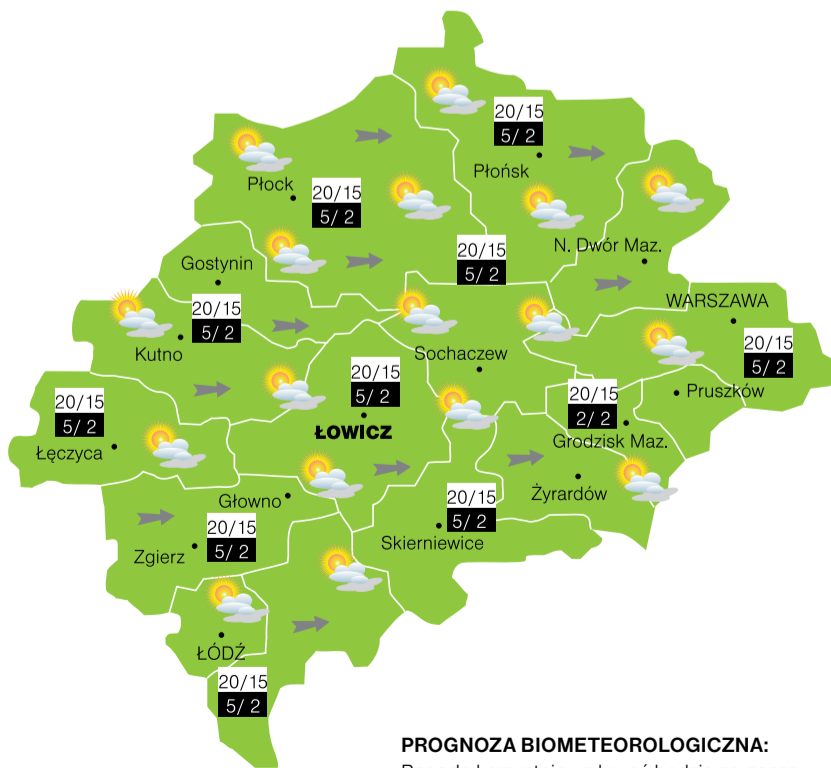 20/15
5/ 2
Płońsk
Płock
20/15
5/ 2
N. Dwór Maz.
20/15
5/ 2
Gostynin
WARSZAWA
20/15
5/ 2
Kutno
20/15
5/ 2
Sochaczew
20/15
5/ 2
ŁOWICZ
20/15
2/ 2
Pruszków
20/15
5/ 2
Łęczyca
Grodzisk Maz.
Głowno
20/15
5/ 2
Żyrardów
Skierniewice
20/15
5/ 2
Zgierz
ŁÓDŹ
20/15
5/ 2
PROGNOZA BIOMETEOROLOGICZNA: